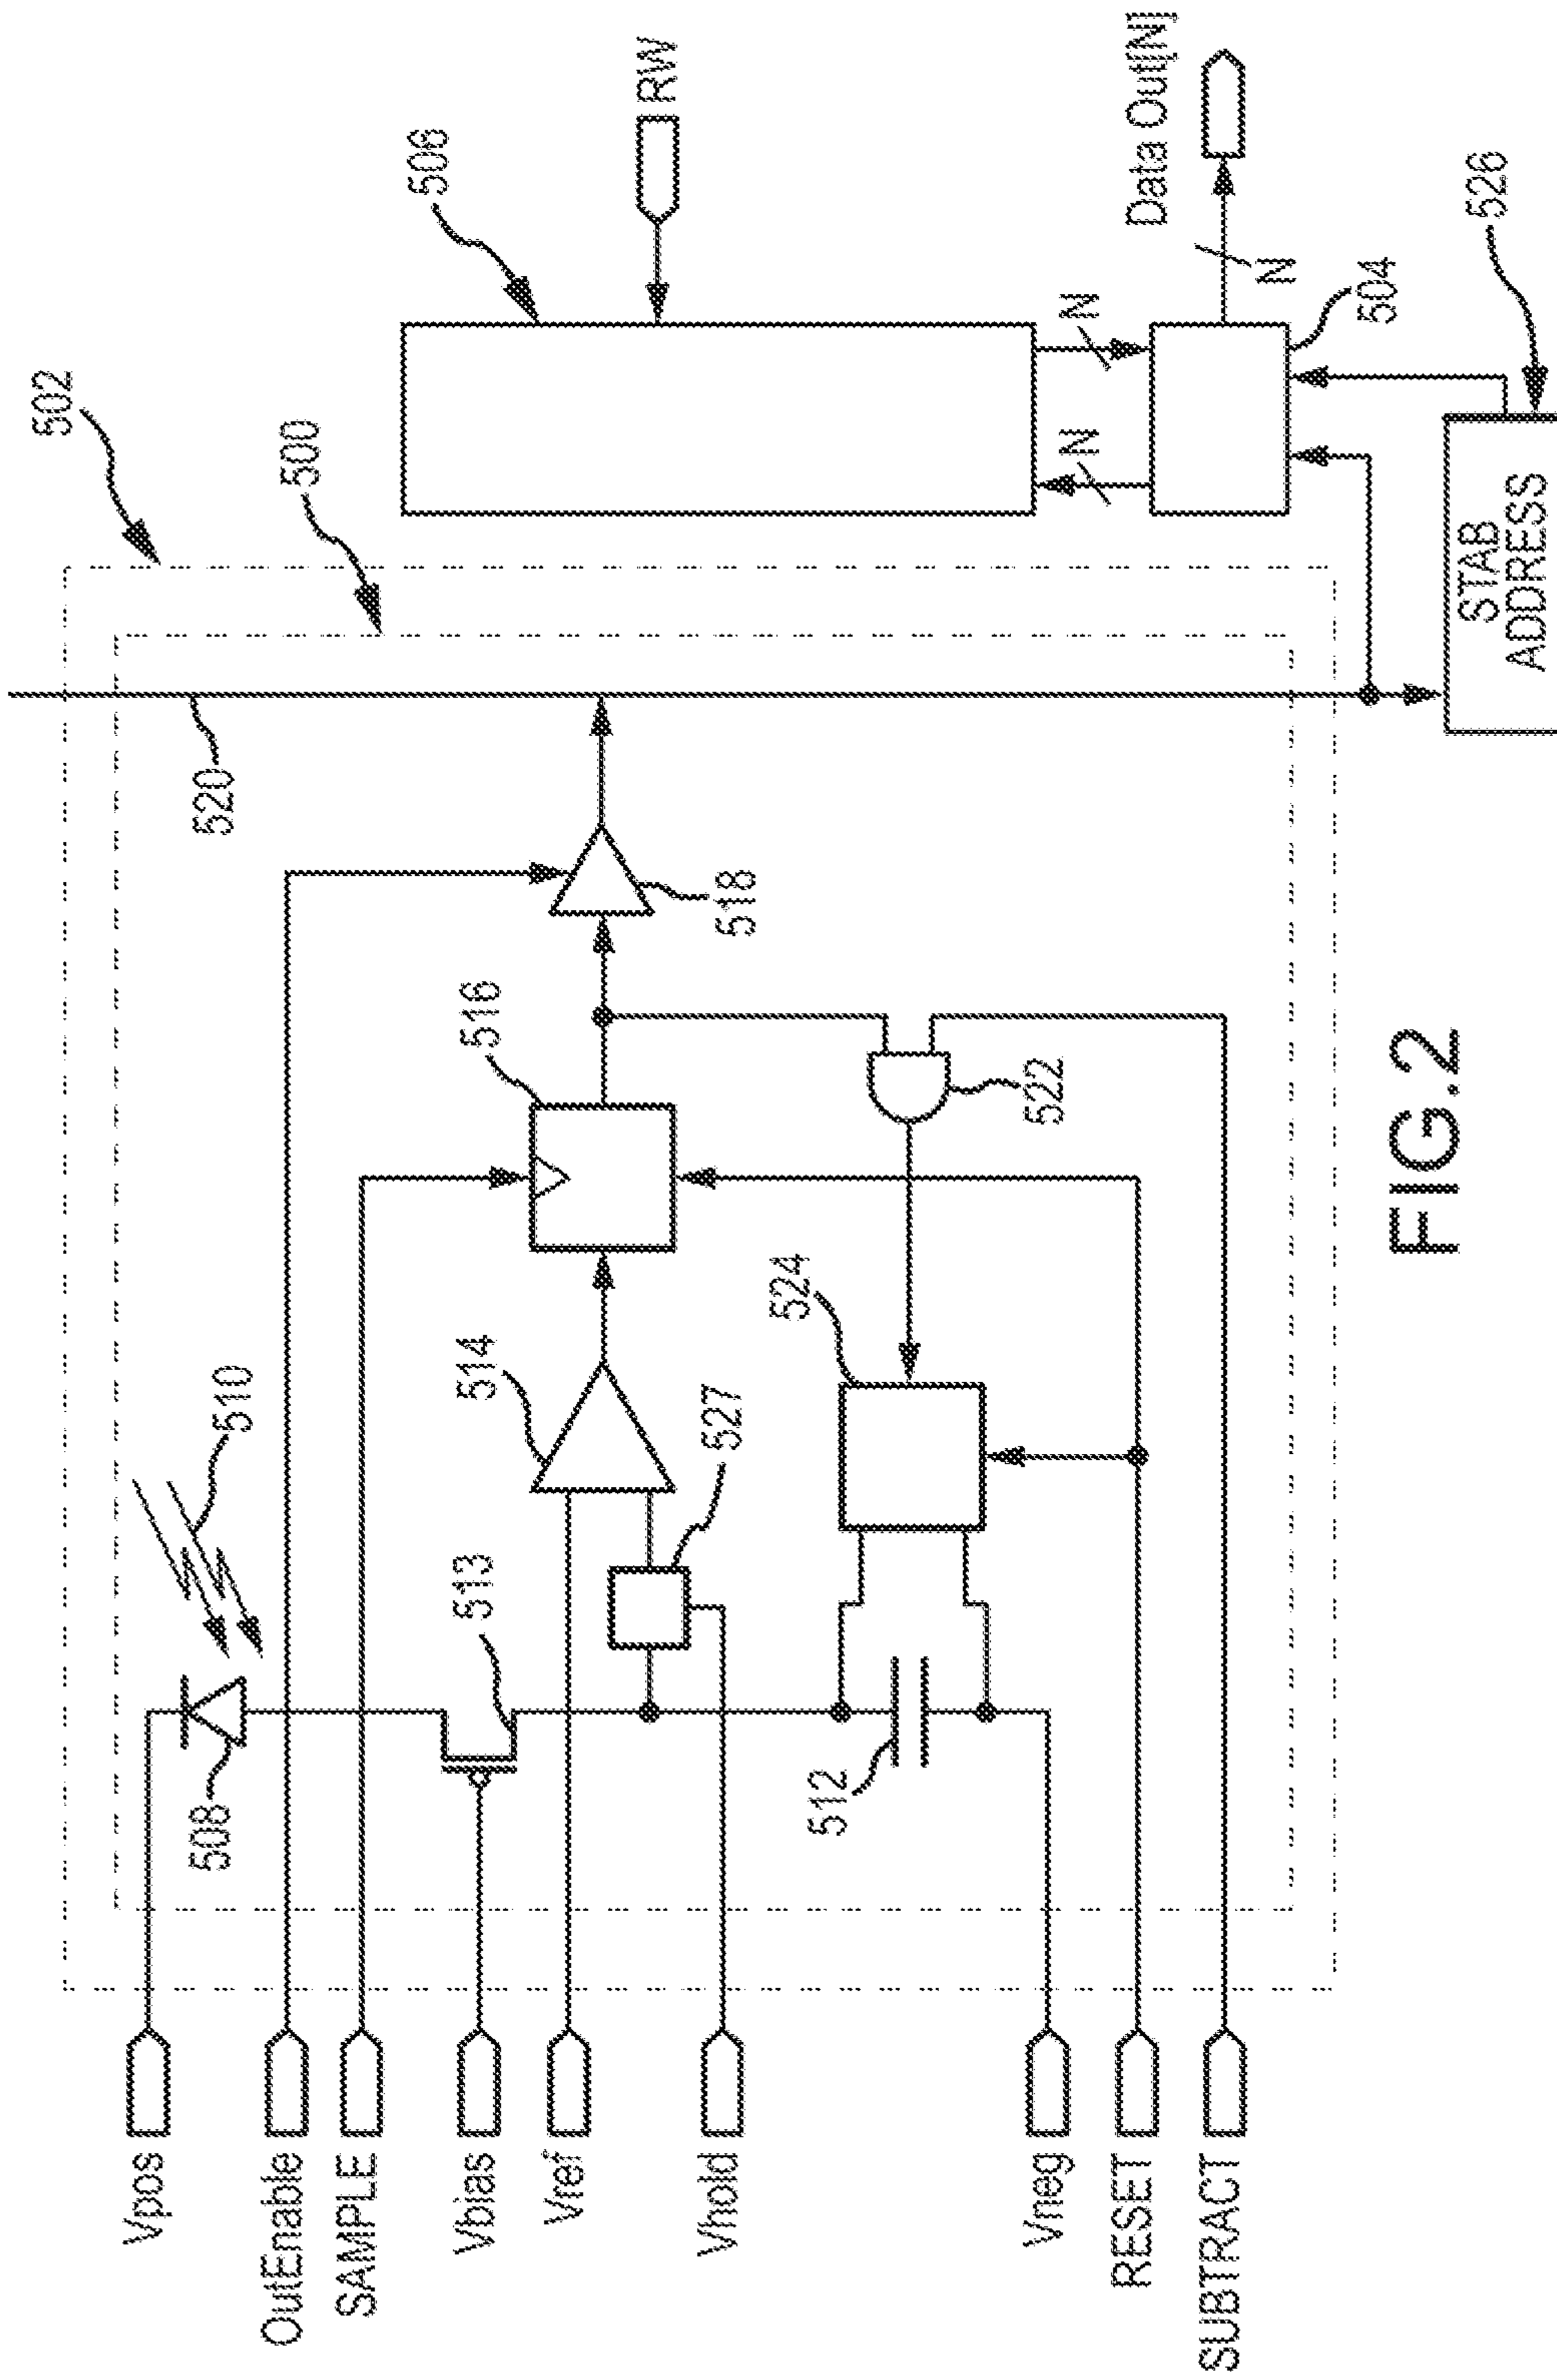 Vpos
OutEnable
SAMPLE
Vbias
Vref
Vhold
Vneg
RESET
SUBTRACT
508
510
513
514
527
512
524
516
522
518
520
500
502
506
RW
N
N
N
Data Out[N]
504
526
STAB
ADDRESS
FIG.2